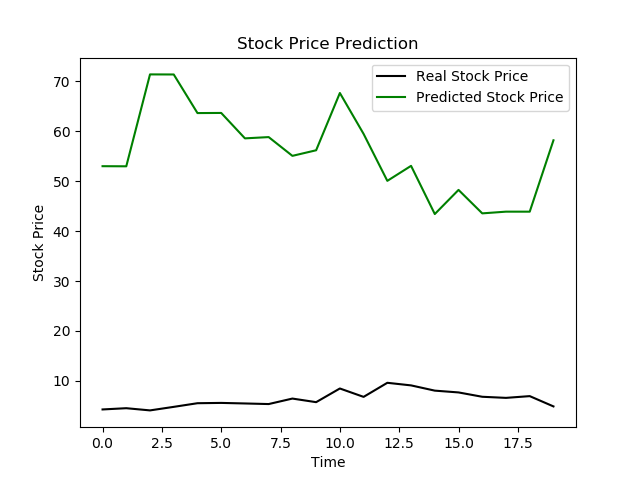 Stock Price Prediction
Real Stock Price
Predicted Stock Price
70
60
50
40
30
20
10
Stock Price
0.0 2.5 5.0 7.5 10.0 12.5 15.0 17.5
Time